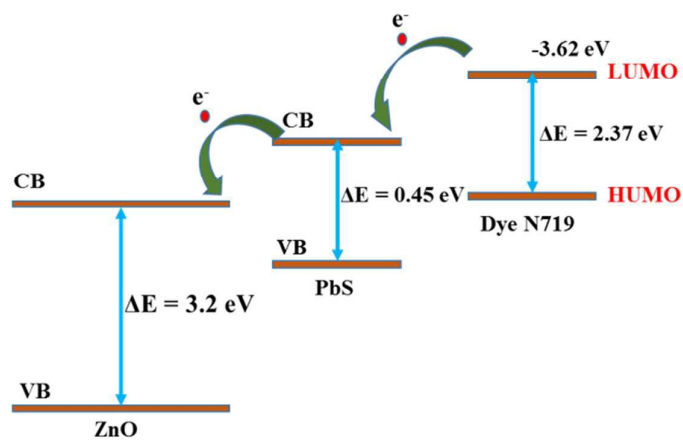 e-
-3.62 eV
LUMO
e-
CB
ΔE = 2.37 eV
CB
ΔE = 0.45 eV
HUMO
Dye N719
VB
PbS
ΔE = 3.2 eV
VB
ZnO